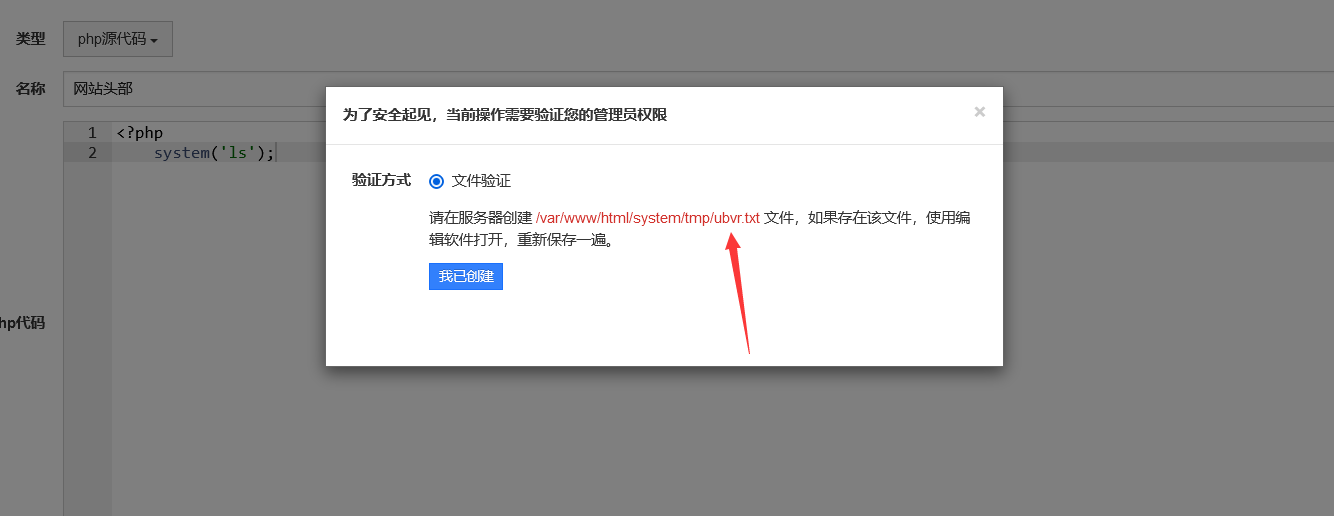 类型 php源代码
名称 网站头部
1 <?php
2 system('ls');
hp代码
为了安全起见，当前操作需要验证您的管理员权限 ×
验证方式 文件验证
请在服务器创建 /var/www/html/system/tmp/ubvr.txt 文件，如果存在该文件，使用编
辑软件打开，重新保存一遍。
我已创建